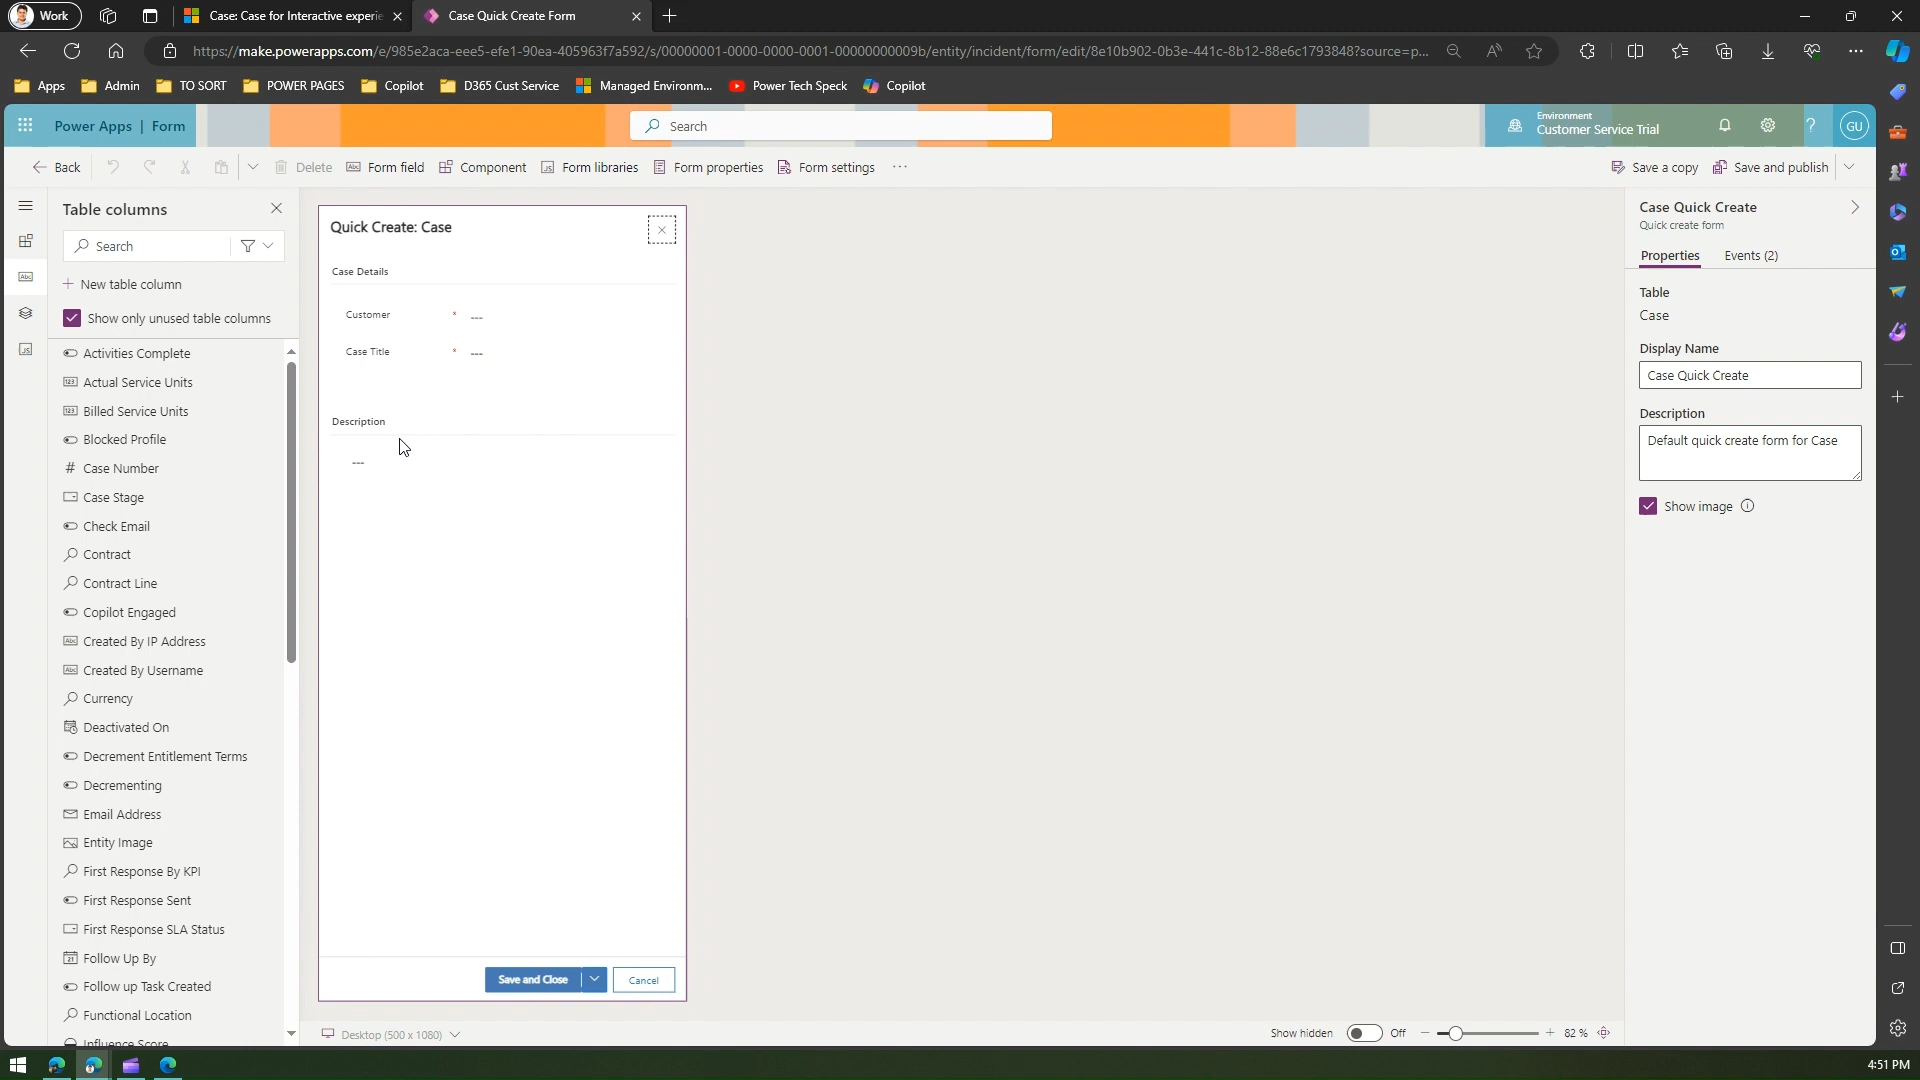 Work
Case: Case for Interactive experie
Case Quick Create Form
https://make.powerapps.com/e/985e2aca-eee5-efe1-90ea-405963f7a592/s/00000001-0000-0000-0001-00000000009b/entity/incident/form/edit/8e10b902-0b3e-441c-8b12-88e6c1793848?source=p...
Apps
Admin
TO SORT
POWER PAGES
Copilot
D365 Cust Service
Managed Environm...
Power Tech Speck
Copilot
Power Apps | Form
Search
Environment
Customer Service Trial
?
GU
Back
Delete
Form field
Component
Form libraries
Form properties
Form settings
...
Save a copy
Save and publish
Table columns
Search
New table column
Show only unused table columns
Activities Complete
Actual Service Units
Billed Service Units
Blocked Profile
Case Number
Case Stage
Check Email
Contract
Contract Line
Copilot Engaged
Created By IP Address
Created By Username
Currency
Deactivated On
Decrement Entitlement Terms
Decrementing
Email Address
Entity Image
First Response By KPI
First Response Sent
First Response SLA Status
Follow Up By
Follow up Task Created
Functional Location
Influence Score
Quick Create: Case
Case Details
Customer * ---
Case Title * ---
Description
---
Save and Close
Cancel
Desktop (500 x 1080)
Show hidden
Off
82 %
Case Quick Create
Quick create form
Properties
Events (2)
Table
Case
Display Name
Case Quick Create
Description
Default quick create form for Case
Show image
4:51 PM